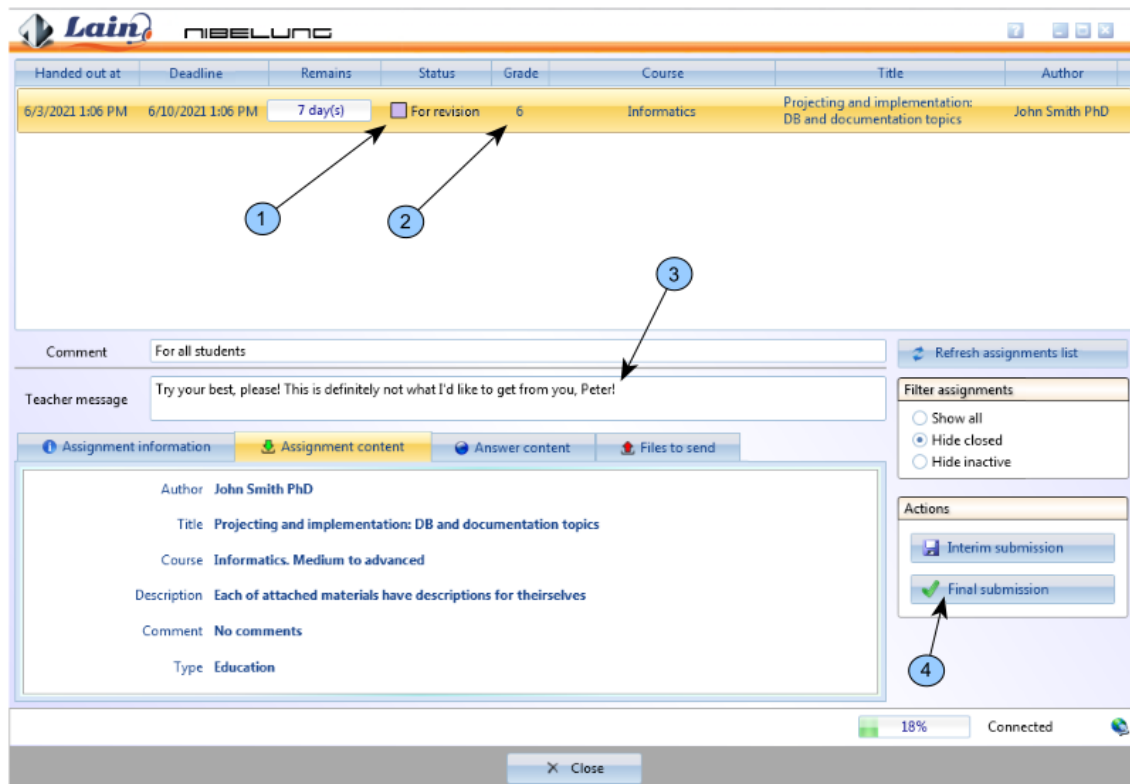 Lain
NIBELUNG
?
Handed out at Deadline Remains Status Grade Course Title Author
6/3/2021 1:06 PM 6/10/2021 1:06 PM 7 day(s) For revision 6 Informatics Projecting and implementation: John Smith PhD
DB and documentation topics
1
2
3
Comment For all students
Refresh assignments list
Teacher message Try your best, please! This is definitely not what I'd like to get from you, Peter!
Filter assignments
Show all
Hide closed
Hide inactive
Assignment information Assignment content Answer content Files to send
Author John Smith PhD
Title Projecting and implementation: DB and documentation topics
Course Informatics. Medium to advanced
Description Each of attached materials have descriptions for theirselves
Comment No comments
Type Education
Actions
Interim submission
Final submission
4
18% Connected
Close